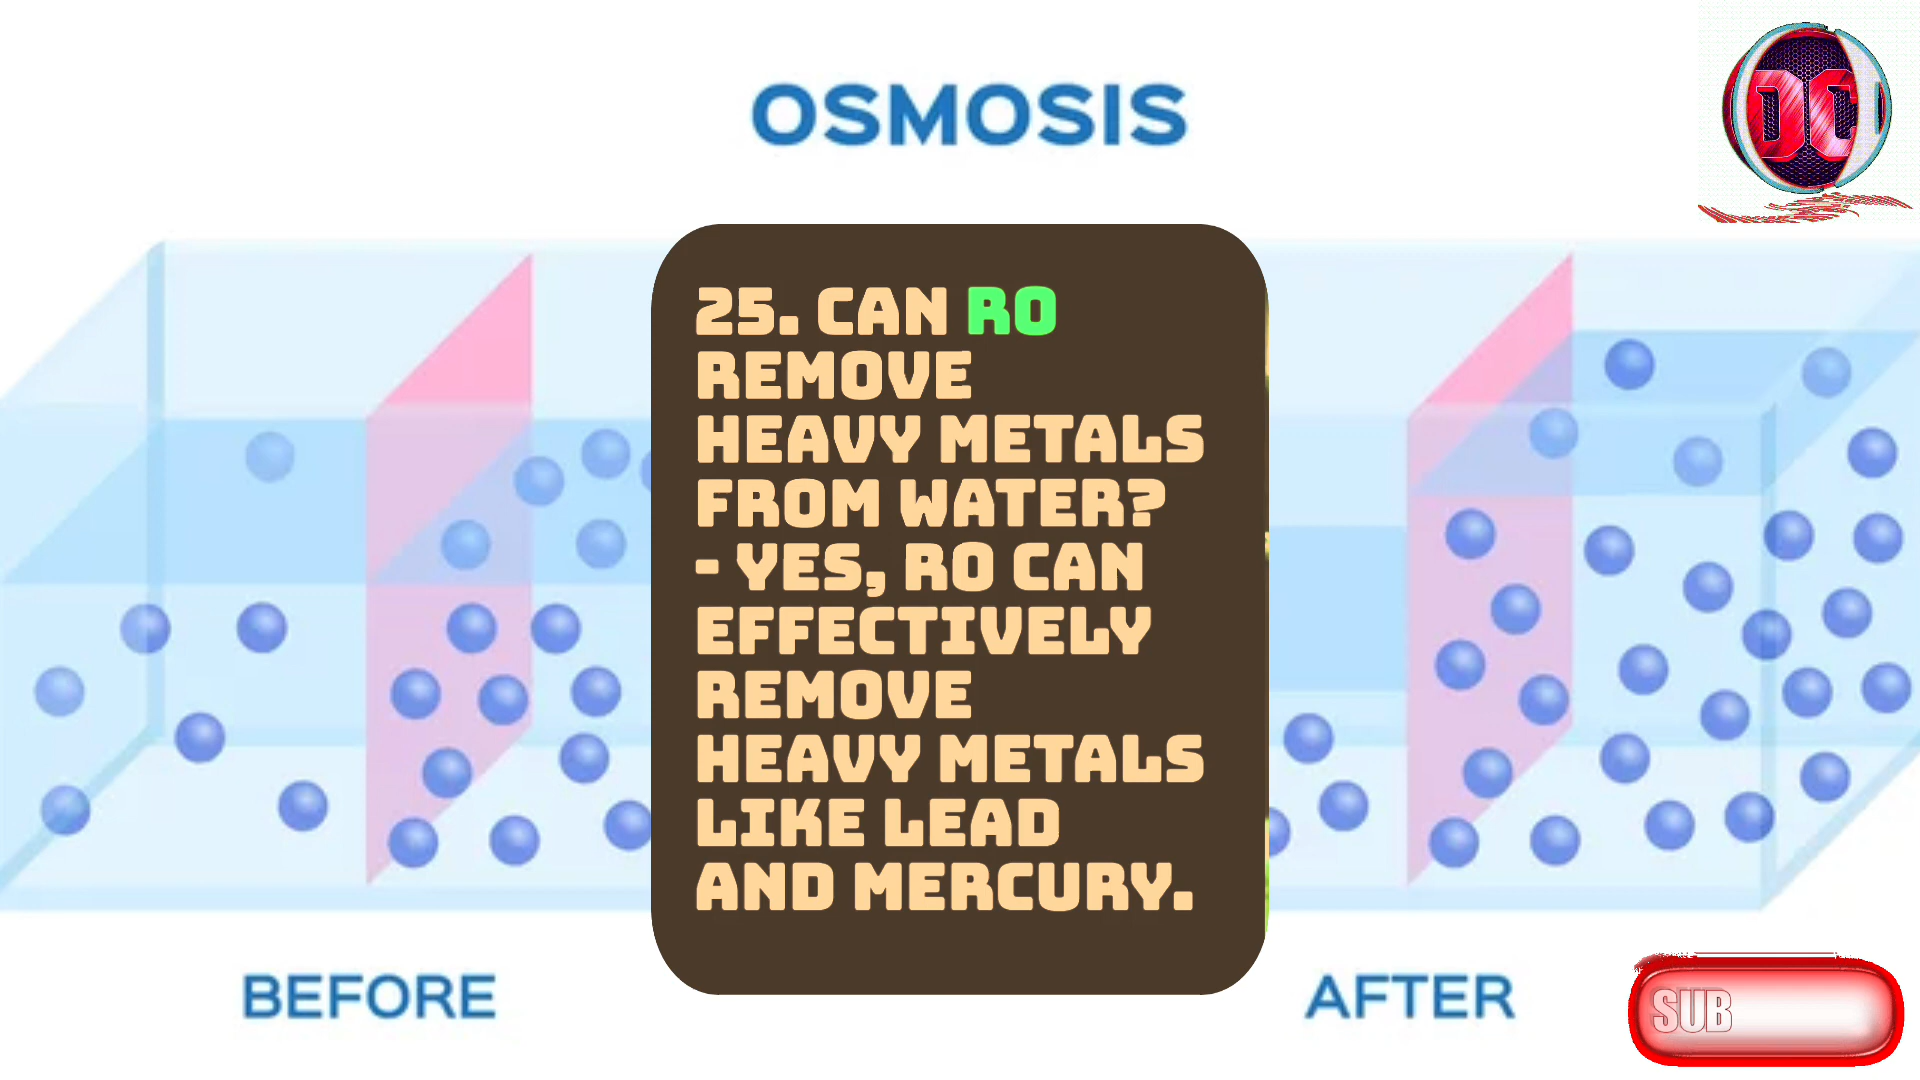 OSMOSIS
DC
25. CAN RO
REMOVE
HEAVY METALS
FROM WATER?
- YES, RO CAN
EFFECTIVELY
REMOVE
HEAVY METALS
LIKE LEAD
AND MERCURY.
BEFORE
AFTER
SUB